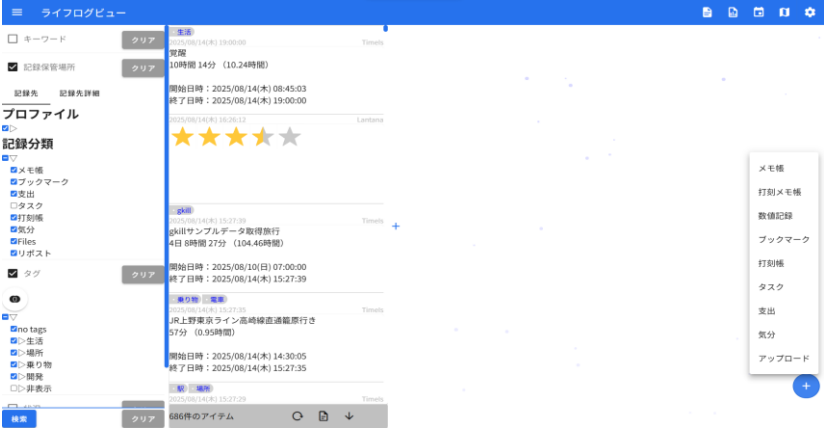 ライフログビュー
キーワード
クリア
記録保管場所
クリア
記録先 記録先詳細
プロファイル
記録分類
メモ帳
ブックマーク
支出
タスク
打刻帳
気分
Files
リポスト
タグ
クリア
no tags
生活
場所
乗り物
開発
非表示
検索
クリア
生活
2025/08/14(木) 19:00:00 Timeis
覚醒
10時間 14分 （10.24時間）
開始日時：2025/08/14(木) 08:45:03
終了日時：2025/08/14(木) 19:00:00
2025/08/14(木) 16:26:12 Lantana
gkill
2025/08/14(木) 15:27:39 Timeis
gkillサンプルデータ取得旅行
4日 8時間 27分 （104.46時間）
開始日時：2025/08/10(日) 07:00:00
終了日時：2025/08/14(木) 15:27:39
乗り物 電車
2025/08/14(木) 15:27:35 Timeis
JR上野東京ライン高崎線直通籠原行き
57分 （0.95時間）
開始日時：2025/08/14(木) 14:30:05
終了日時：2025/08/14(木) 15:27:35
駅 場所
2025/08/14(木) 15:27:29 Timeis
686件のアイテム
メモ帳
打刻メモ帳
数値記録
ブックマーク
打刻帳
タスク
支出
気分
アップロード